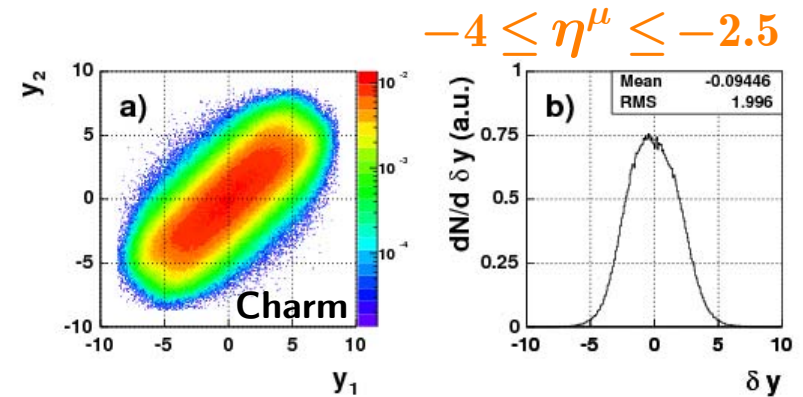 −4 ≤ η^μ ≤ −2.5
y₂
10
5
0
-5
-10
a)
Charm
-10 -5 0 5 10
y₁
10⁻²
10⁻³
10⁻⁴
dN/d δ y (a.u.)
1
0.75
0.5
0.25
0
b)
Mean -0.09446
RMS 1.996
-10 -5 0 5 10
δ y